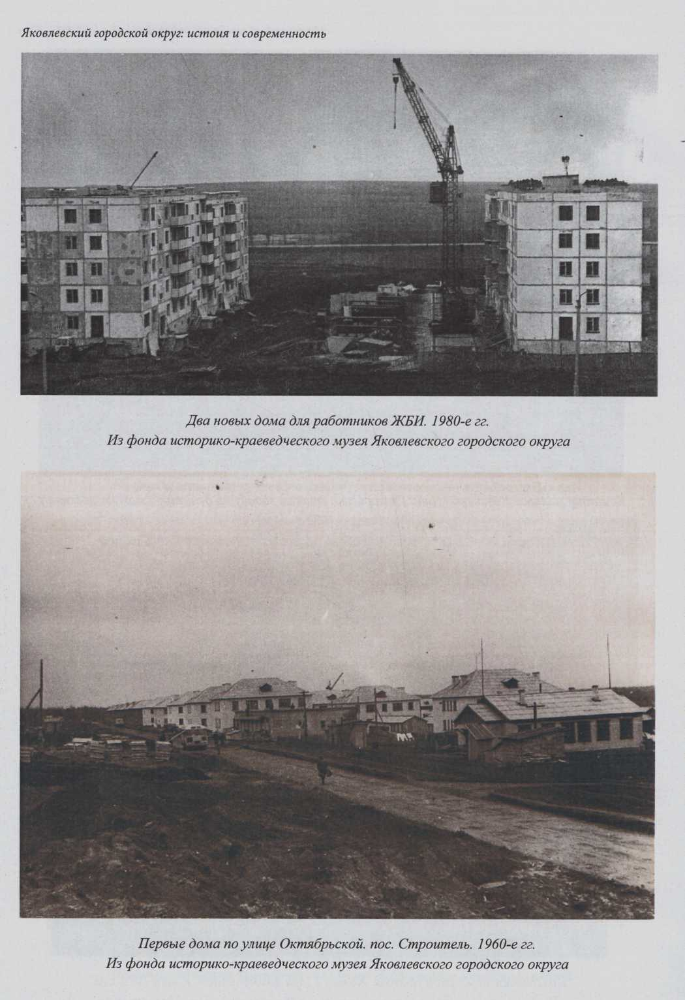 Яковлевский городской округ: истоия и современность
Два новых дома для работников ЖБИ. 1980-е гг.
Из фонда историко-краеведческого музея Яковлевского городского округа
Первые дома по улице Октябрьской. пос. Строитель. 1960-е гг.
Из фонда историко-краеведческого музея Яковлевского городского округа